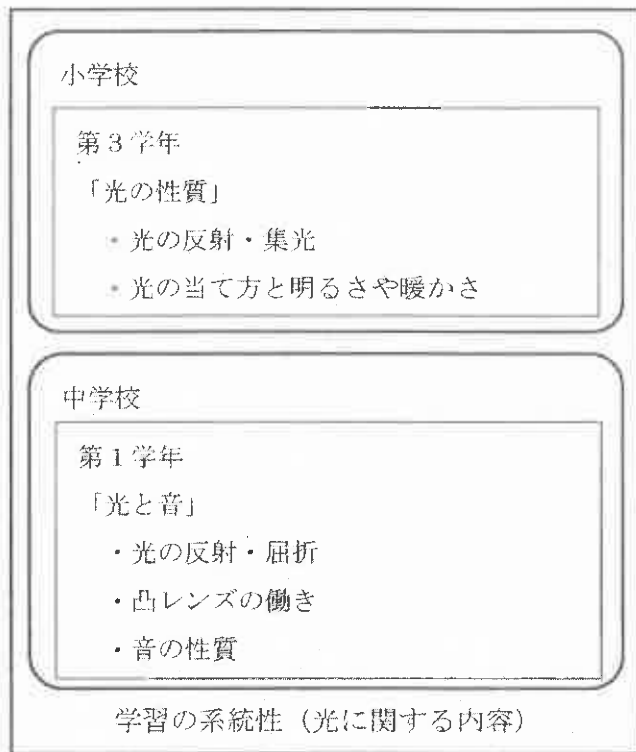 小学校
第3学年
「光の性質」
・光の反射・集光
・光の当て方と明るさや暖かさ
中学校
第1学年
「光と音」
・光の反射・屈折
・凸レンズの働き
・音の性質
学習の系統性（光に関する内容）